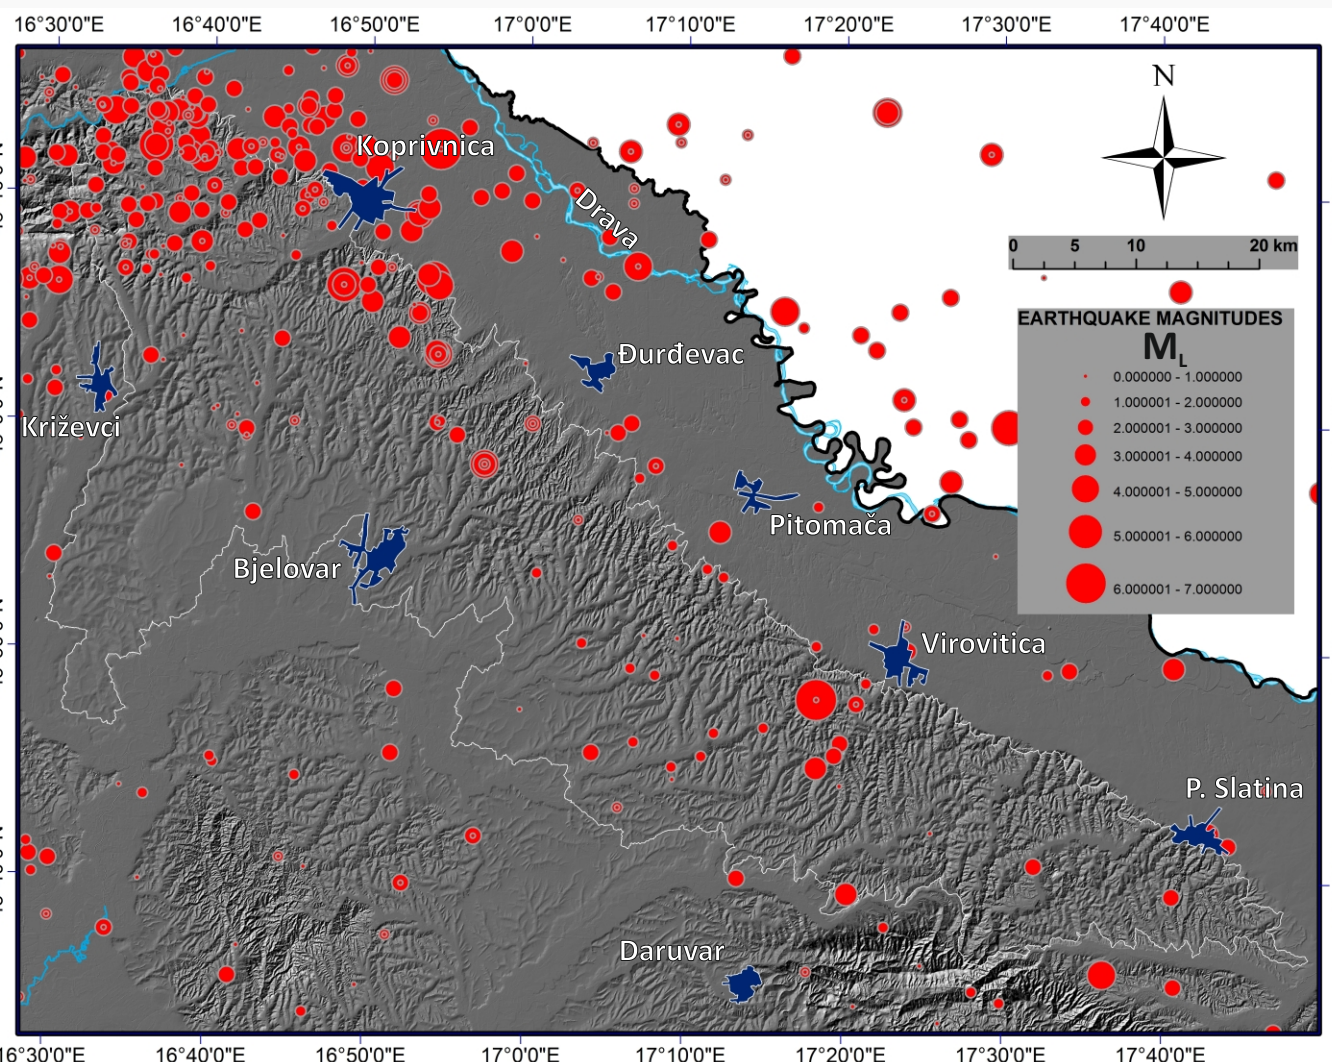 16°30'0"E 16°40'0"E 16°50'0"E 17°0'0"E 17°10'0"E 17°20'0"E 17°30'0"E 17°40'0"E
N
Koprivnica
Drava
0 5 10 20 km
EARTHQUAKE MAGNITUDES
ML
0.000000 - 1.000000
1.000001 - 2.000000
2.000001 - 3.000000
3.000001 - 4.000000
4.000001 - 5.000000
5.000001 - 6.000000
6.000001 - 7.000000
Đurđevac
Križevci
Pitomača
Bjelovar
Virovitica
P. Slatina
Daruvar
16°30'0"E 16°40'0"E 16°50'0"E 17°0'0"E 17°10'0"E 17°20'0"E 17°30'0"E 17°40'0"E